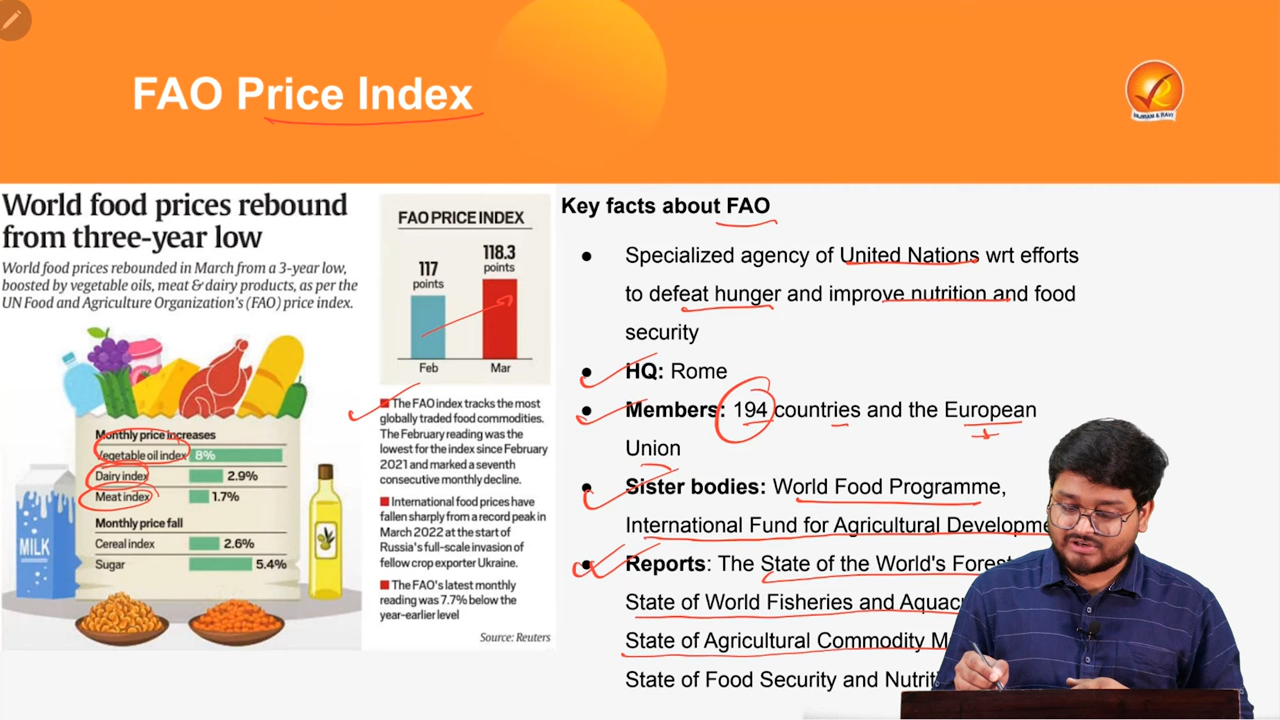 FAO Price Index
VAJIRAM & RAVI
World food prices rebound
from three-year low
World food prices rebounded in March from a 3-year low,
boosted by vegetable oils, meat & dairy products, as per the
UN Food and Agriculture Organization's (FAO) price index.
MILK
Monthly price increases
Vegetable oil index 8%
Dairy index 2.9%
Meat index 1.7%
Monthly price fall
Cereal index 2.6%
Sugar 5.4%
FAO PRICE INDEX
117
points
118.3
points
Feb Mar
The FAO index tracks the most
globally traded food commodities.
The February reading was the
lowest for the index since February
2021 and marked a seventh
consecutive monthly decline.
International food prices have
fallen sharply from a record peak in
March 2022 at the start of
Russia's full-scale invasion of
fellow crop exporter Ukraine.
The FAO's latest monthly
reading was 7.7% below the
year-earlier level
Source: Reuters
Key facts about FAO
● Specialized agency of United Nations wrt efforts
to defeat hunger and improve nutrition and food
security
● HQ: Rome
● Members: 194 countries and the European
Union
● Sister bodies: World Food Programme,
International Fund for Agricultural
● Reports: The State of the World's
State of World Fisheries and
State of Agricultural Commodity
State of Food Security and